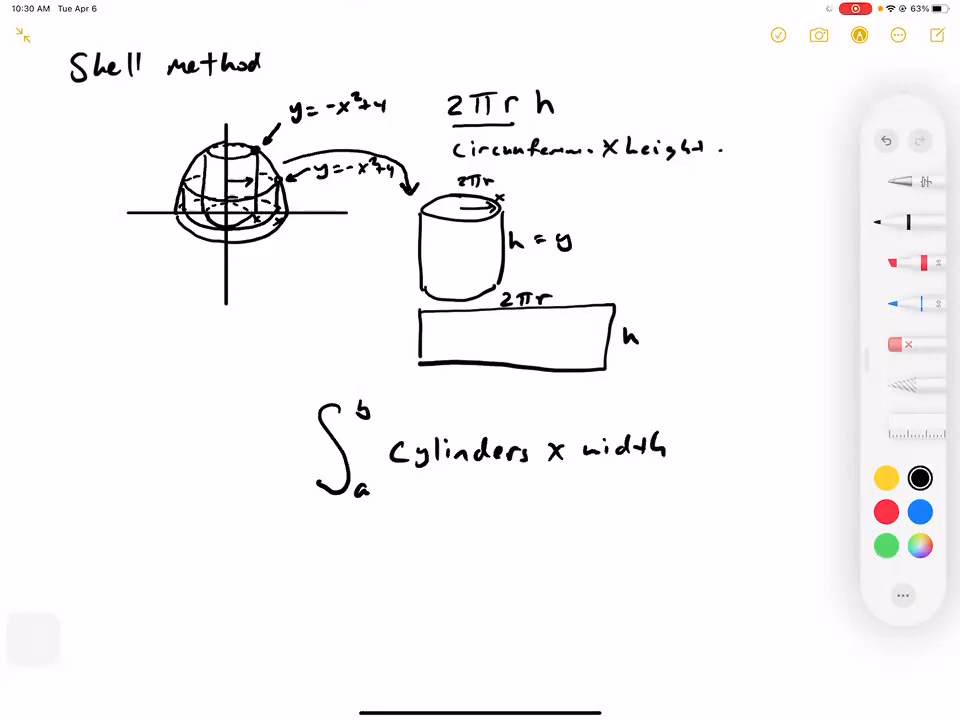 10:30 AM Tue Apr 6
63%
Shell method
y=-x²+4
2πr h
circumferen. x height.
y=-x²+4
2πr
x
h = y
x x
2πr
h
∫ b a cylinders x width